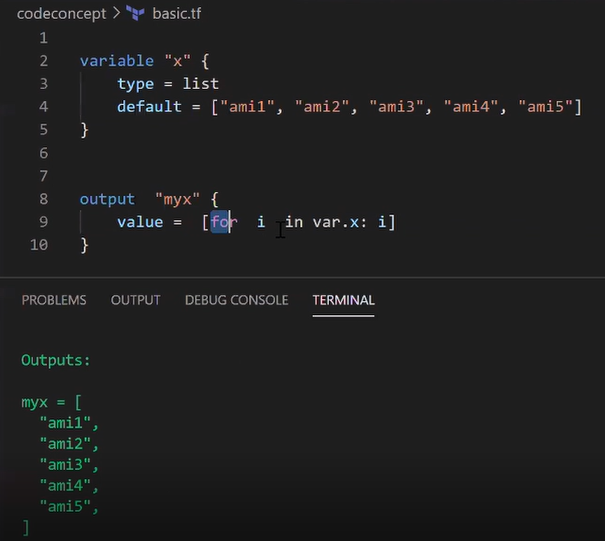 codeconcept > basic.tf
1
2 variable "x" {
3 type = list
4 default = ["ami1", "ami2", "ami3", "ami4", "ami5"]
5 }
6
7
8 output "myx" {
9 value = [for i in var.x: i]
10 }
PROBLEMS OUTPUT DEBUG CONSOLE TERMINAL
Outputs:
myx = [
"ami1",
"ami2",
"ami3",
"ami4",
"ami5",
]